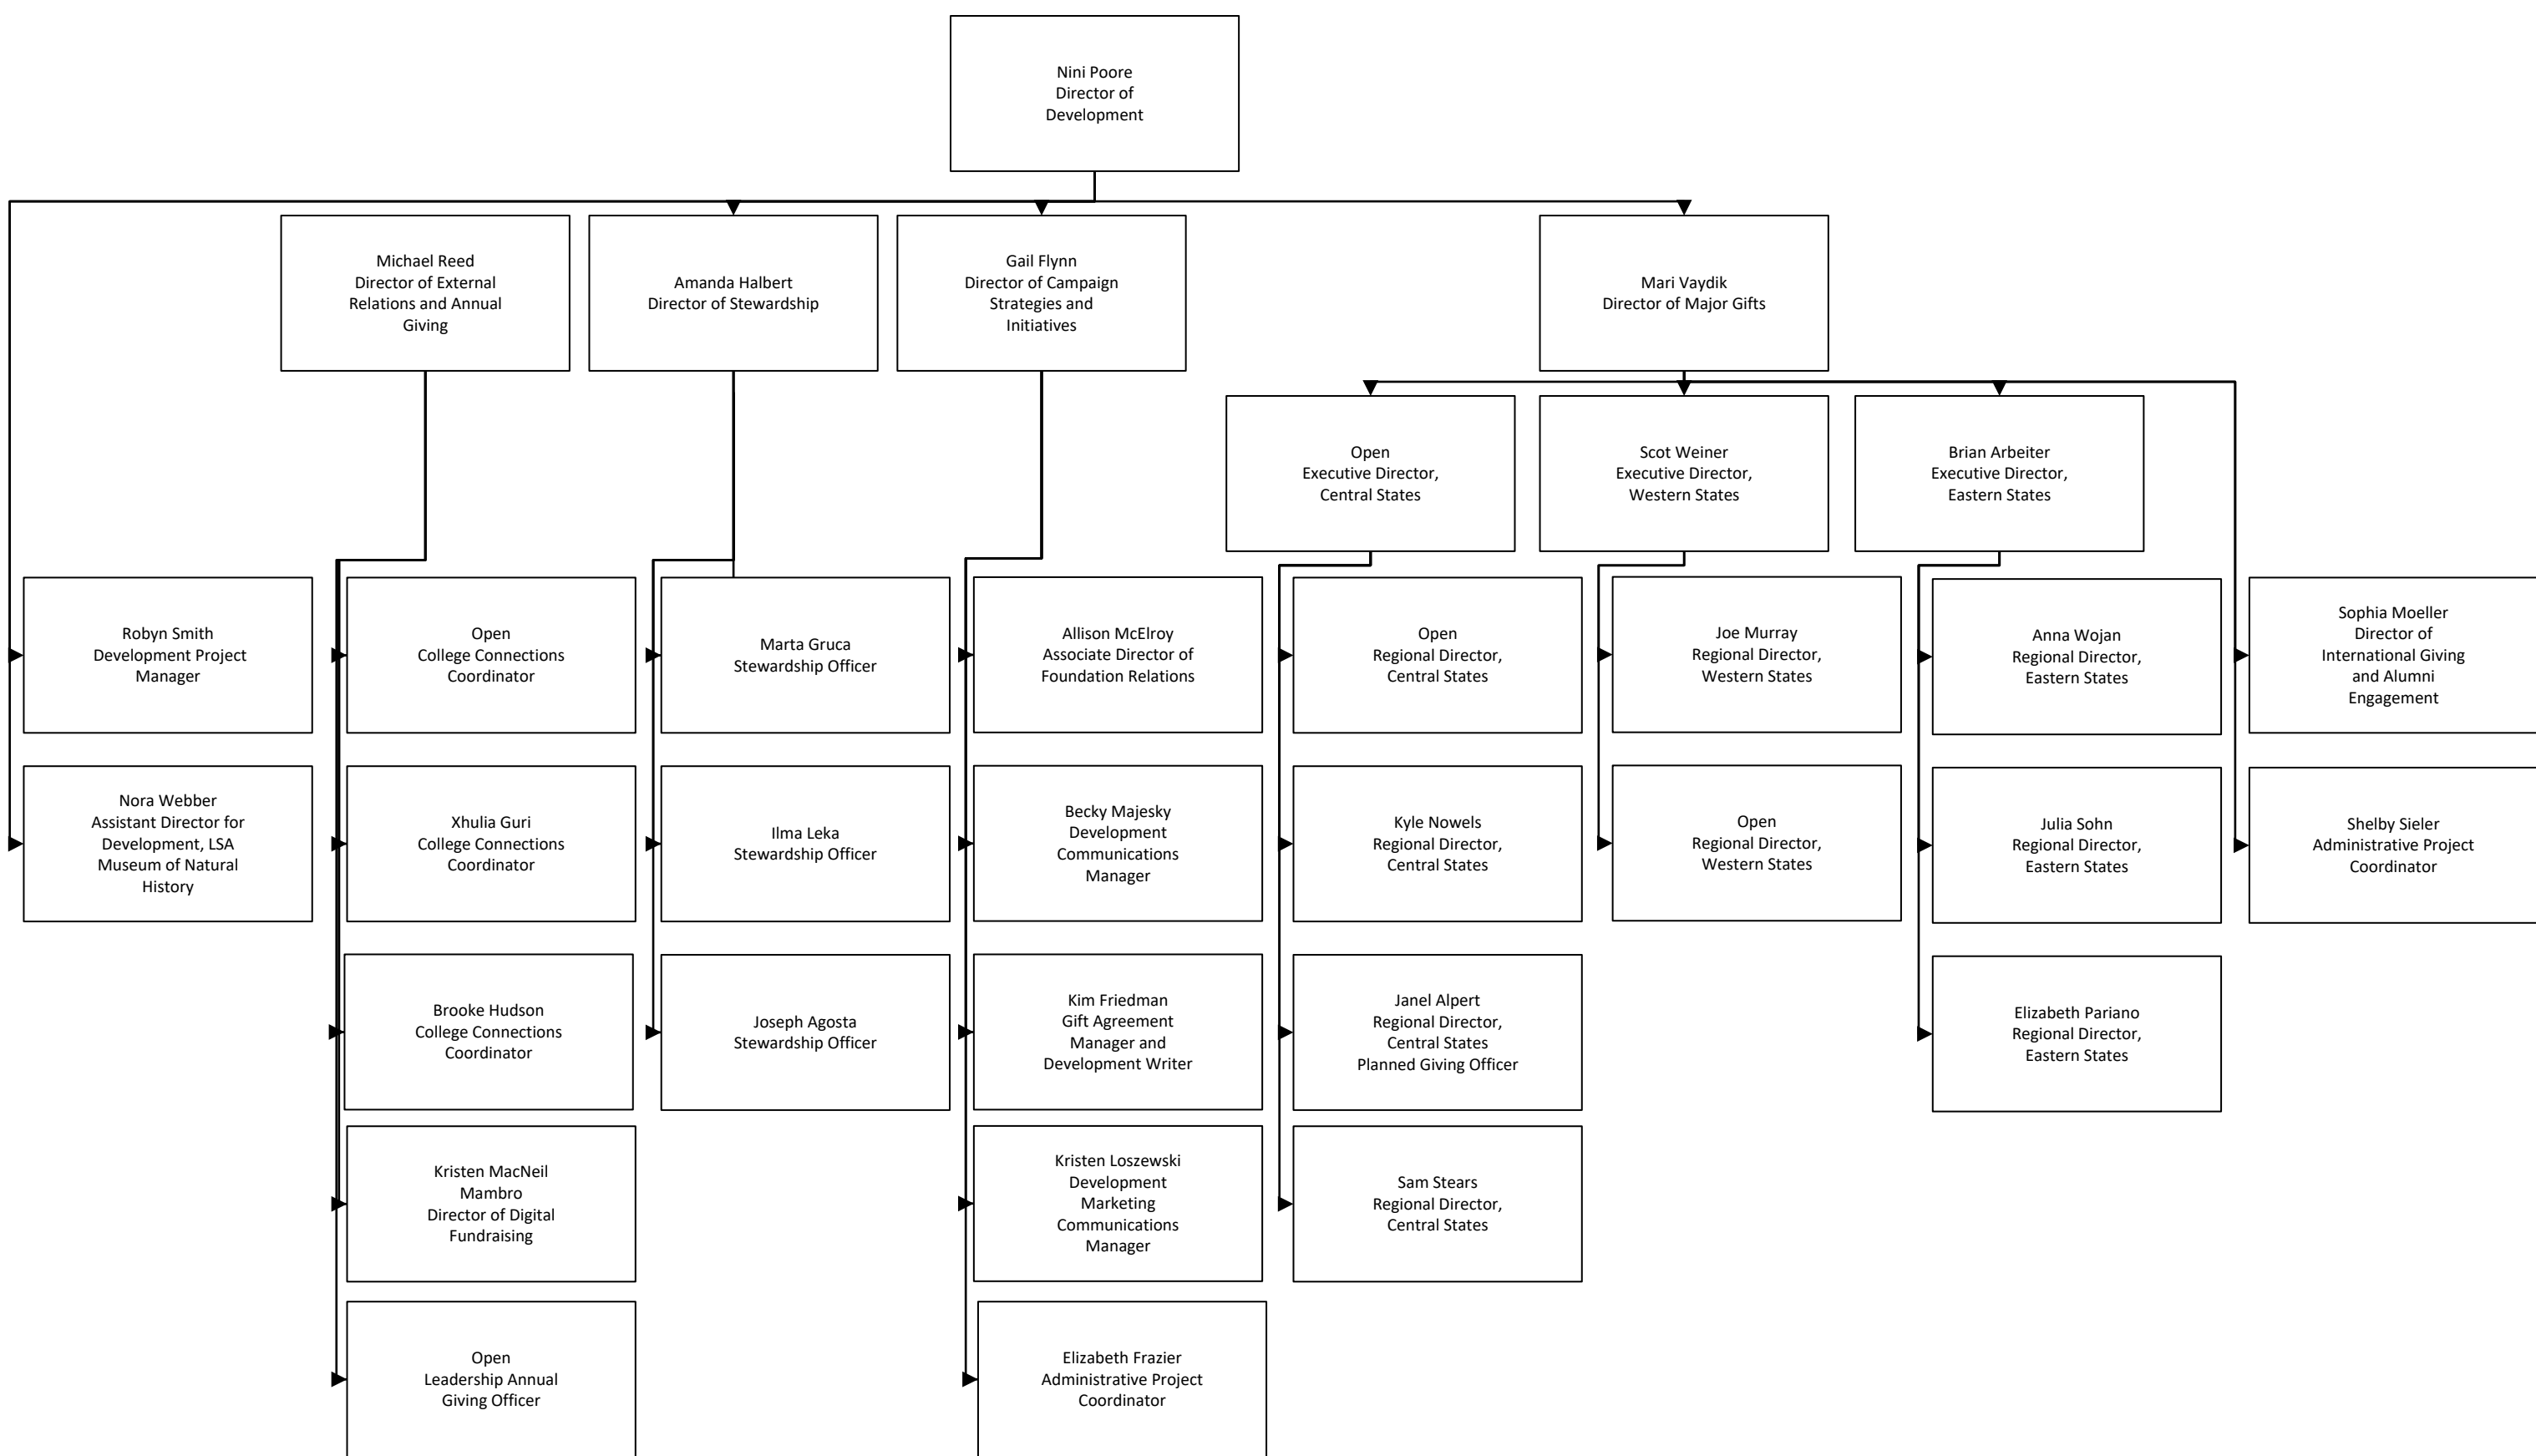 Nini Poore
Director of
Development
Michael Reed
Director of External
Relations and Annual
Giving
Amanda Halbert
Director of Stewardship
Gail Flynn
Director of Campaign
Strategies and
Initiatives
Mari Vaydik
Director of Major Gifts
Open
Executive Director,
Central States
Scot Weiner
Executive Director,
Western States
Brian Arbeiter
Executive Director,
Eastern States
Robyn Smith
Development Project
Manager
Open
College Connections
Coordinator
Marta Gruca
Stewardship Officer
Allison McElroy
Associate Director of
Foundation Relations
Open
Regional Director,
Central States
Joe Murray
Regional Director,
Western States
Anna Wojan
Regional Director,
Eastern States
Sophia Moeller
Director of
International Giving
and Alumni
Engagement
Nora Webber
Assistant Director for
Development, LSA
Museum of Natural
History
Xhulia Guri
College Connections
Coordinator
Ilma Leka
Stewardship Officer
Becky Majesky
Development
Communications
Manager
Kyle Nowels
Regional Director,
Central States
Open
Regional Director,
Western States
Julia Sohn
Regional Director,
Eastern States
Shelby Sieler
Administrative Project
Coordinator
Brooke Hudson
College Connections
Coordinator
Joseph Agosta
Stewardship Officer
Kim Friedman
Gift Agreement
Manager and
Development Writer
Janel Alpert
Regional Director,
Central States
Planned Giving Officer
Elizabeth Pariano
Regional Director,
Eastern States
Kristen MacNeil
Mambro
Director of Digital
Fundraising
Kristen Loszewski
Development
Marketing
Communications
Manager
Sam Stears
Regional Director,
Central States
Open
Leadership Annual
Giving Officer
Elizabeth Frazier
Administrative Project
Coordinator